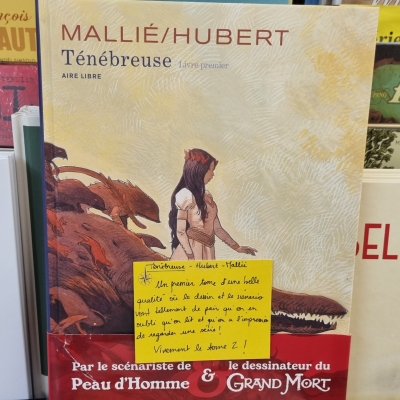 MALLIÉ/HUBERT
Ténébreuse Livre premier
AIRE LIBRE
Ténébreuse - Hubert - Mallié
Un premier tome d'une belle
qualité où le dessin et le scénario
vont tellement de pair qu'on en
oublie qu'on lit et qu'on a l'impression
de regarder une série !
Vivement le tome 2 !
Par le scénariste de
Peau d'Homme
&
le dessinateur du
GRAND MORT